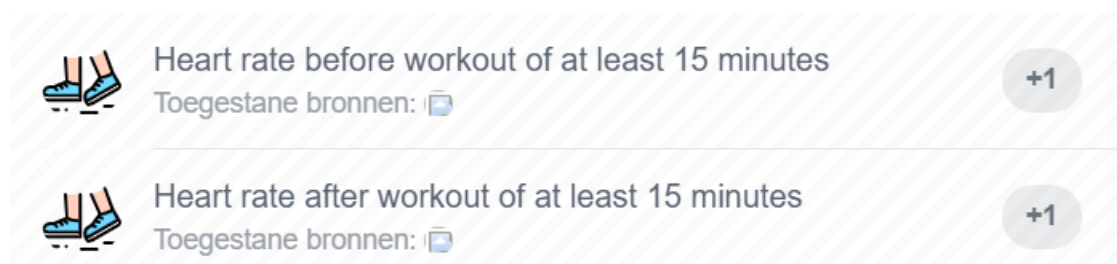 Heart rate before workout of at least 15 minutes
Toegestane bronnen:
+1
Heart rate after workout of at least 15 minutes
Toegestane bronnen:
+1